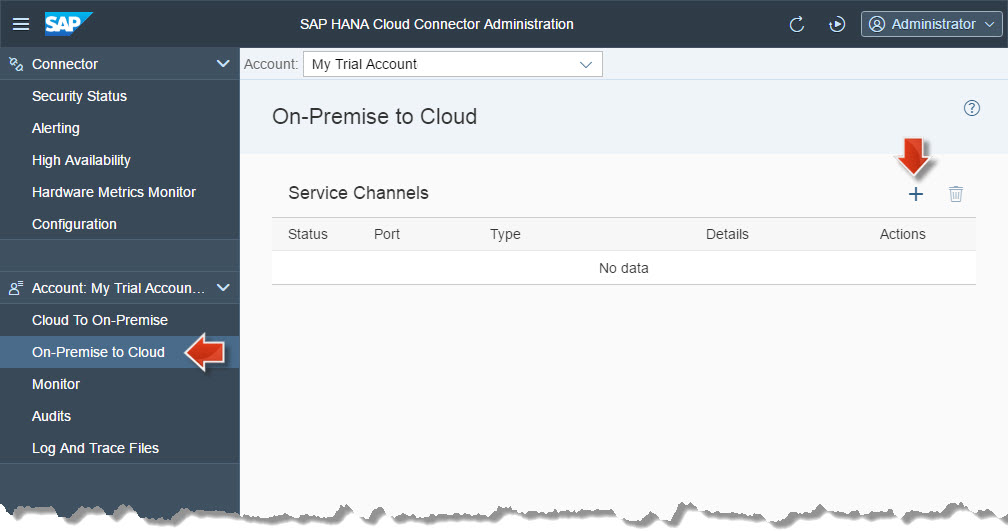 SAP
SAP HANA Cloud Connector Administration
Administrator
Connector
Security Status
Alerting
High Availability
Hardware Metrics Monitor
Configuration
Account: My Trial Accoun...
Cloud To On-Premise
On-Premise to Cloud
Monitor
Audits
Log And Trace Files
Account: My Trial Account
On-Premise to Cloud
?
Service Channels
Status Port Type Details Actions
No data